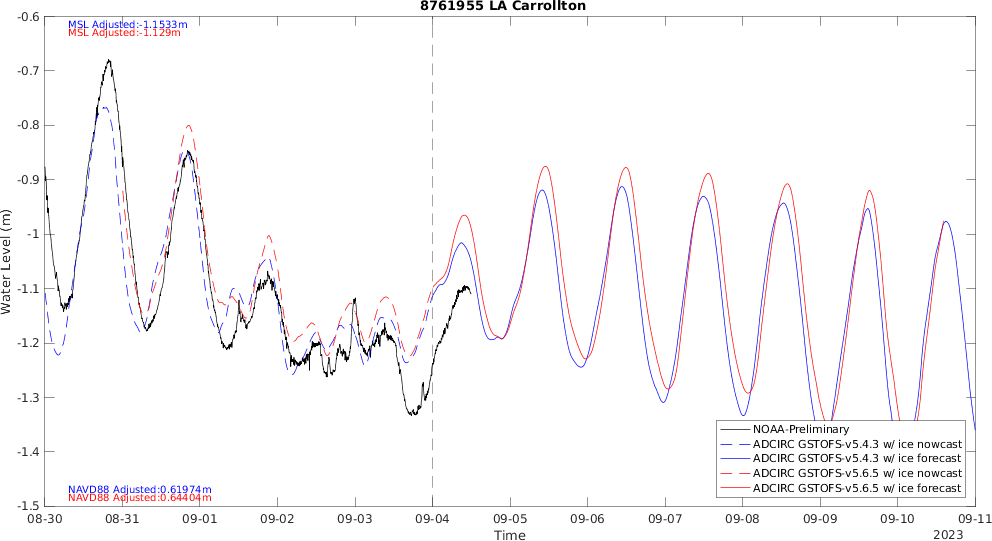 8761955 LA Carrollton
MSL Adjusted:-1.1533m
MSL Adjusted:-1.129m
-0.6
-0.7
-0.8
-0.9
-1
-1.1
-1.2
-1.3
-1.4
-1.5
Water Level (m)
NOAA-Preliminary
ADCIRC GSTOFS-v5.4.3 w/ ice nowcast
ADCIRC GSTOFS-v5.4.3 w/ ice forecast
ADCIRC GSTOFS-v5.6.5 w/ ice nowcast
ADCIRC GSTOFS-v5.6.5 w/ ice forecast
NAVD88 Adjusted:0.61974m
NAVD88 Adjusted:0.64404m
08-30 08-31 09-01 09-02 09-03 09-04 09-05 09-06 09-07 09-08 09-09 09-10 09-11
Time
2023